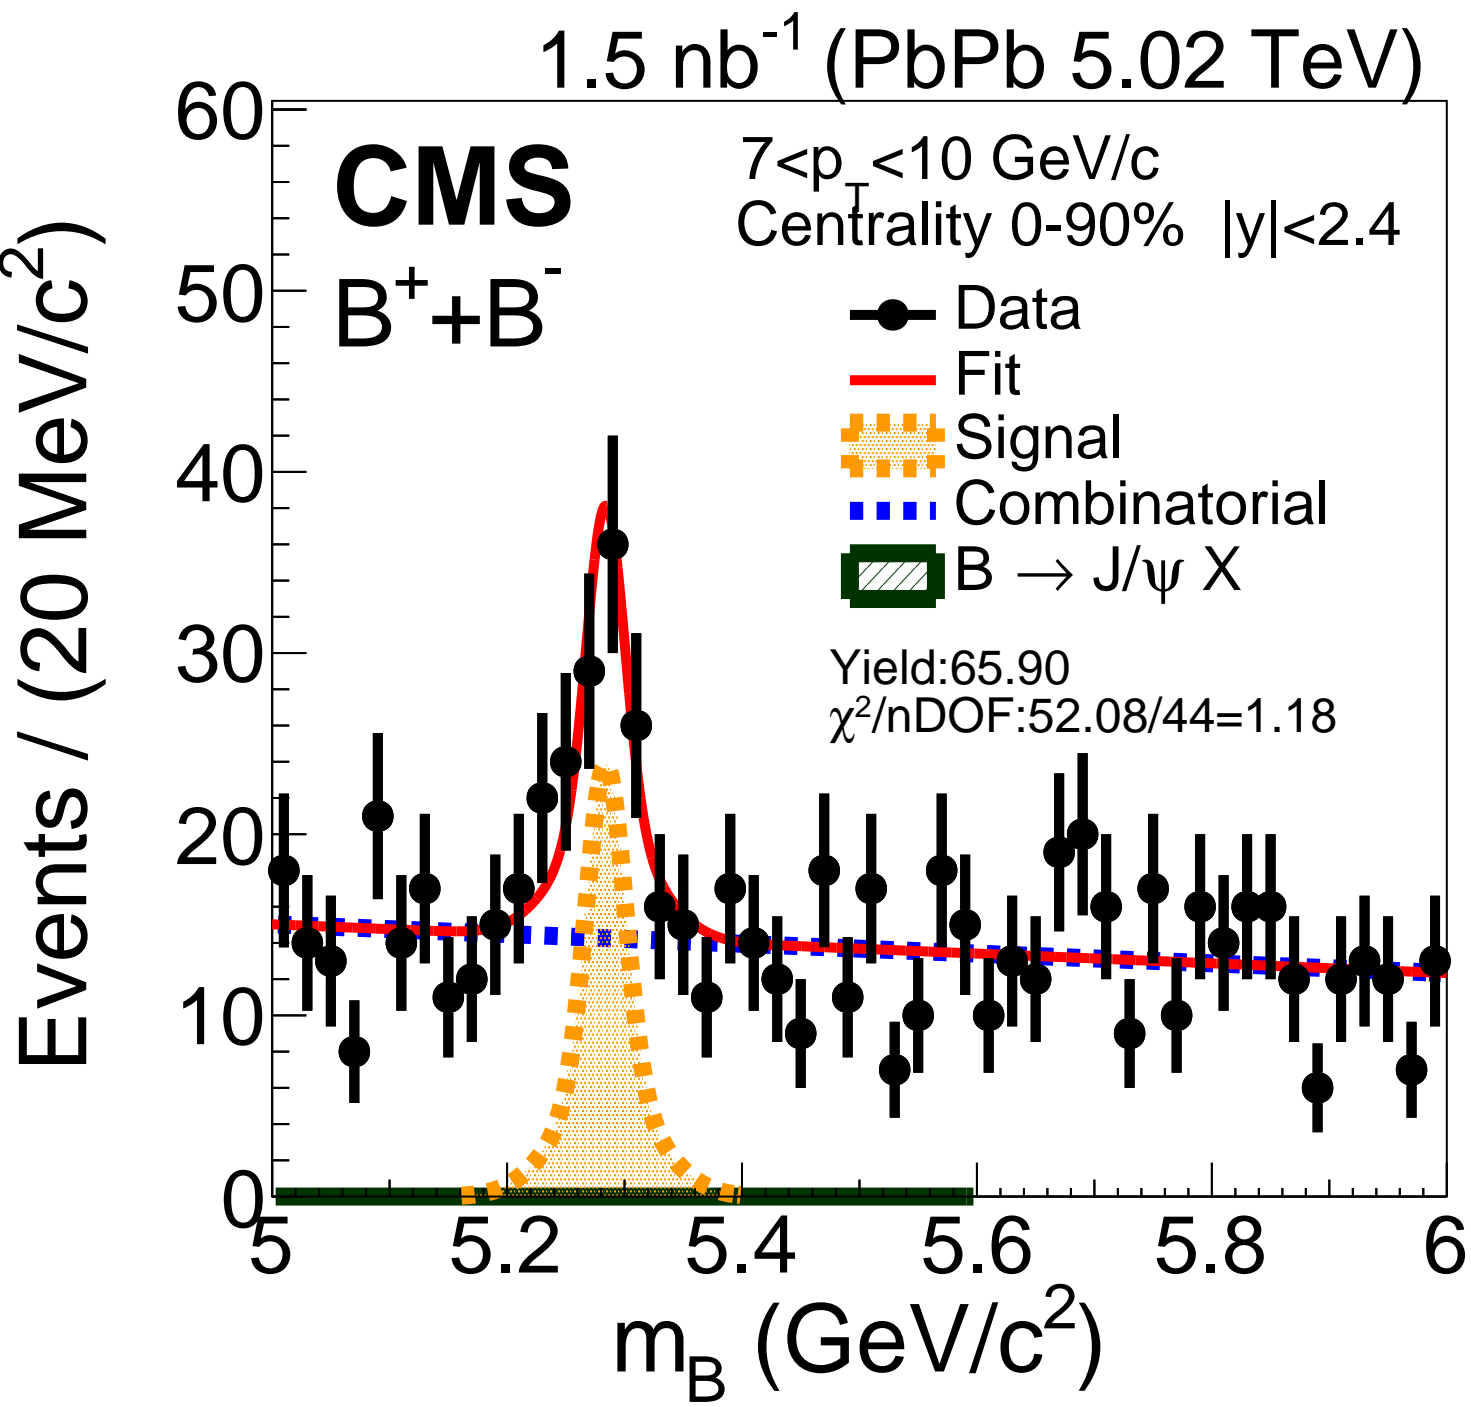 1.5 nb⁻¹ (PbPb 5.02 TeV)
CMS
B⁺+B⁻
7<p_T<10 GeV/c
Centrality 0-90% |y|<2.4
Data
Fit
Signal
Combinatorial
B → J/ψ X
Yield:65.90
χ²/nDOF:52.08/44=1.18
Events / (20 MeV/c²)
60
50
40
30
20
10
0
5 5.2 5.4 5.6 5.8 6
m_B (GeV/c²)